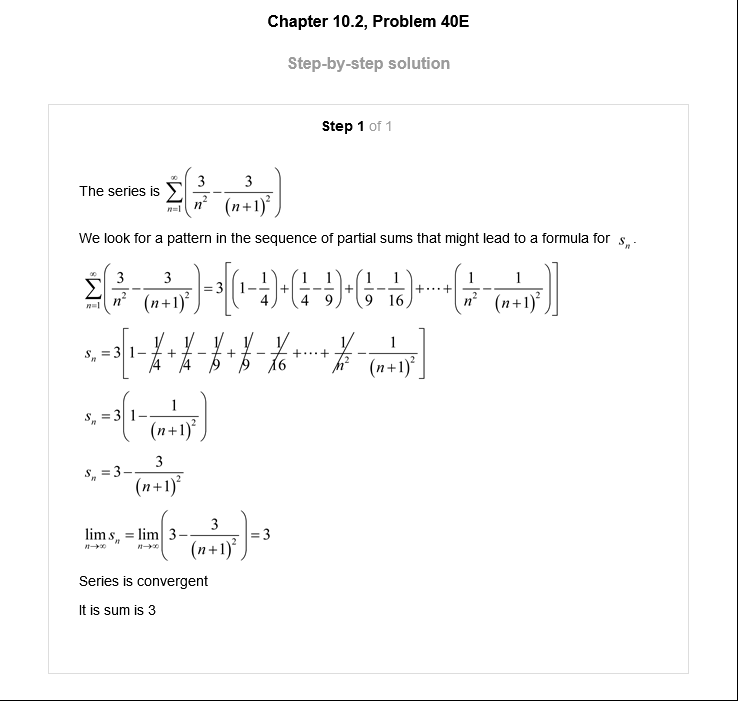 Chapter 10.2, Problem 40E
Step-by-step solution
Step 1 of 1
The series is \sum_{n=1}^{\infty}\left(\frac{3}{n^2}-\frac{3}{(n+1)^2}\right)
We look for a pattern in the sequence of partial sums that might lead to a formula for s_n.
\sum_{n=1}^{\infty}\left(\frac{3}{n^2}-\frac{3}{(n+1)^2}\right)=3\left[\left(1-\frac{1}{4}\right)+\left(\frac{1}{4}-\frac{1}{9}\right)+\left(\frac{1}{9}-\frac{1}{16}\right)+\cdots+\left(\frac{1}{n^2}-\frac{1}{(n+1)^2}\right)\right]
s_n=3\left[1-\frac{1}{4}+\frac{1}{4}-\frac{1}{9}+\frac{1}{9}-\frac{1}{16}+\cdots+\frac{1}{n^2}-\frac{1}{(n+1)^2}\right]
s_n=3\left(1-\frac{1}{(n+1)^2}\right)
s_n=3-\frac{3}{(n+1)^2}
\lim_{n\to\infty}s_n=\lim_{n\to\infty}\left(3-\frac{3}{(n+1)^2}\right)=3
Series is convergent
It is sum is 3